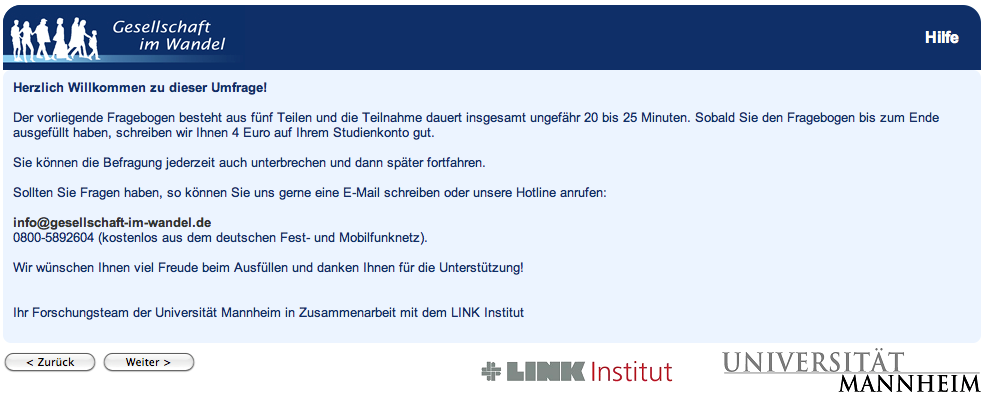 Gesellschaft
im Wandel
Hilfe
Herzlich Willkommen zu dieser Umfrage!
Der vorliegende Fragebogen besteht aus fünf Teilen und die Teilnahme dauert insgesamt ungefähr 20 bis 25 Minuten. Sobald Sie den Fragebogen bis zum Ende
ausgefüllt haben, schreiben wir Ihnen 4 Euro auf Ihrem Studienkonto gut.
Sie können die Befragung jederzeit auch unterbrechen und dann später fortfahren.
Sollten Sie Fragen haben, so können Sie uns gerne eine E-Mail schreiben oder unsere Hotline anrufen:
info@gesellschaft-im-wandel.de
0800-5892604 (kostenlos aus dem deutschen Fest- und Mobilfunknetz).
Wir wünschen Ihnen viel Freude beim Ausfüllen und danken Ihnen für die Unterstützung!
Ihr Forschungsteam der Universität Mannheim in Zusammenarbeit mit dem LINK Institut
< Zurück
Weiter >
LINK Institut
UNIVERSITÄT
MANNHEIM